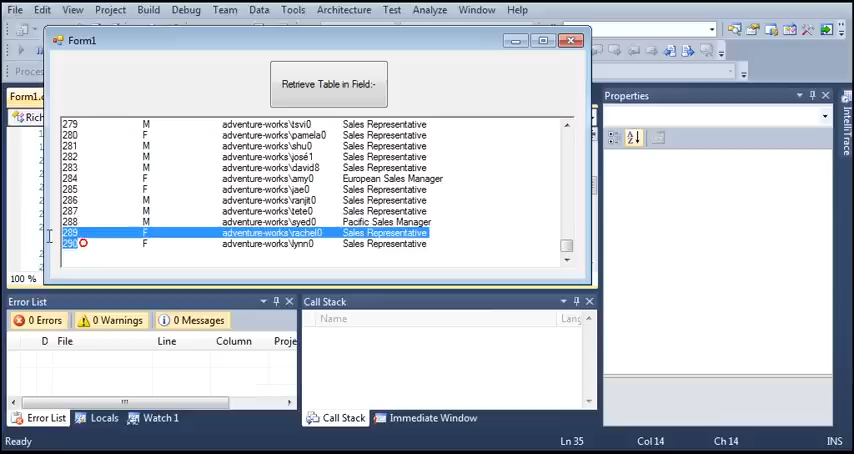 File Edit View Project Build Debug Team Data Tools Architecture Test Analyze Window Help
Form1
Process
Retrieve Table in Field:-
Form1.c
Rich
279 M adventure-works\tsvi0 Sales Representative
280 F adventure-works\pamela0 Sales Representative
281 M adventure-works\shu0 Sales Representative
282 M adventure-works\josé1 Sales Representative
283 M adventure-works\david8 Sales Representative
284 F adventure-works\amy0 European Sales Manager
285 F adventure-works\jae0 Sales Representative
286 M adventure-works\ranjit0 Sales Representative
287 M adventure-works\tete0 Sales Representative
288 M adventure-works\syed0 Pacific Sales Manager
289 F adventure-works\rachel0 Sales Representative
290 F adventure-works\lynn0 Sales Representative
100 %
Properties
IntelliTrace
Error List
0 Errors 0 Warnings 0 Messages
D File Line Column Proje
Error List Locals Watch 1
Call Stack
Name Lang
Call Stack Immediate Window
Ready Ln 35 Col 14 Ch 14 INS